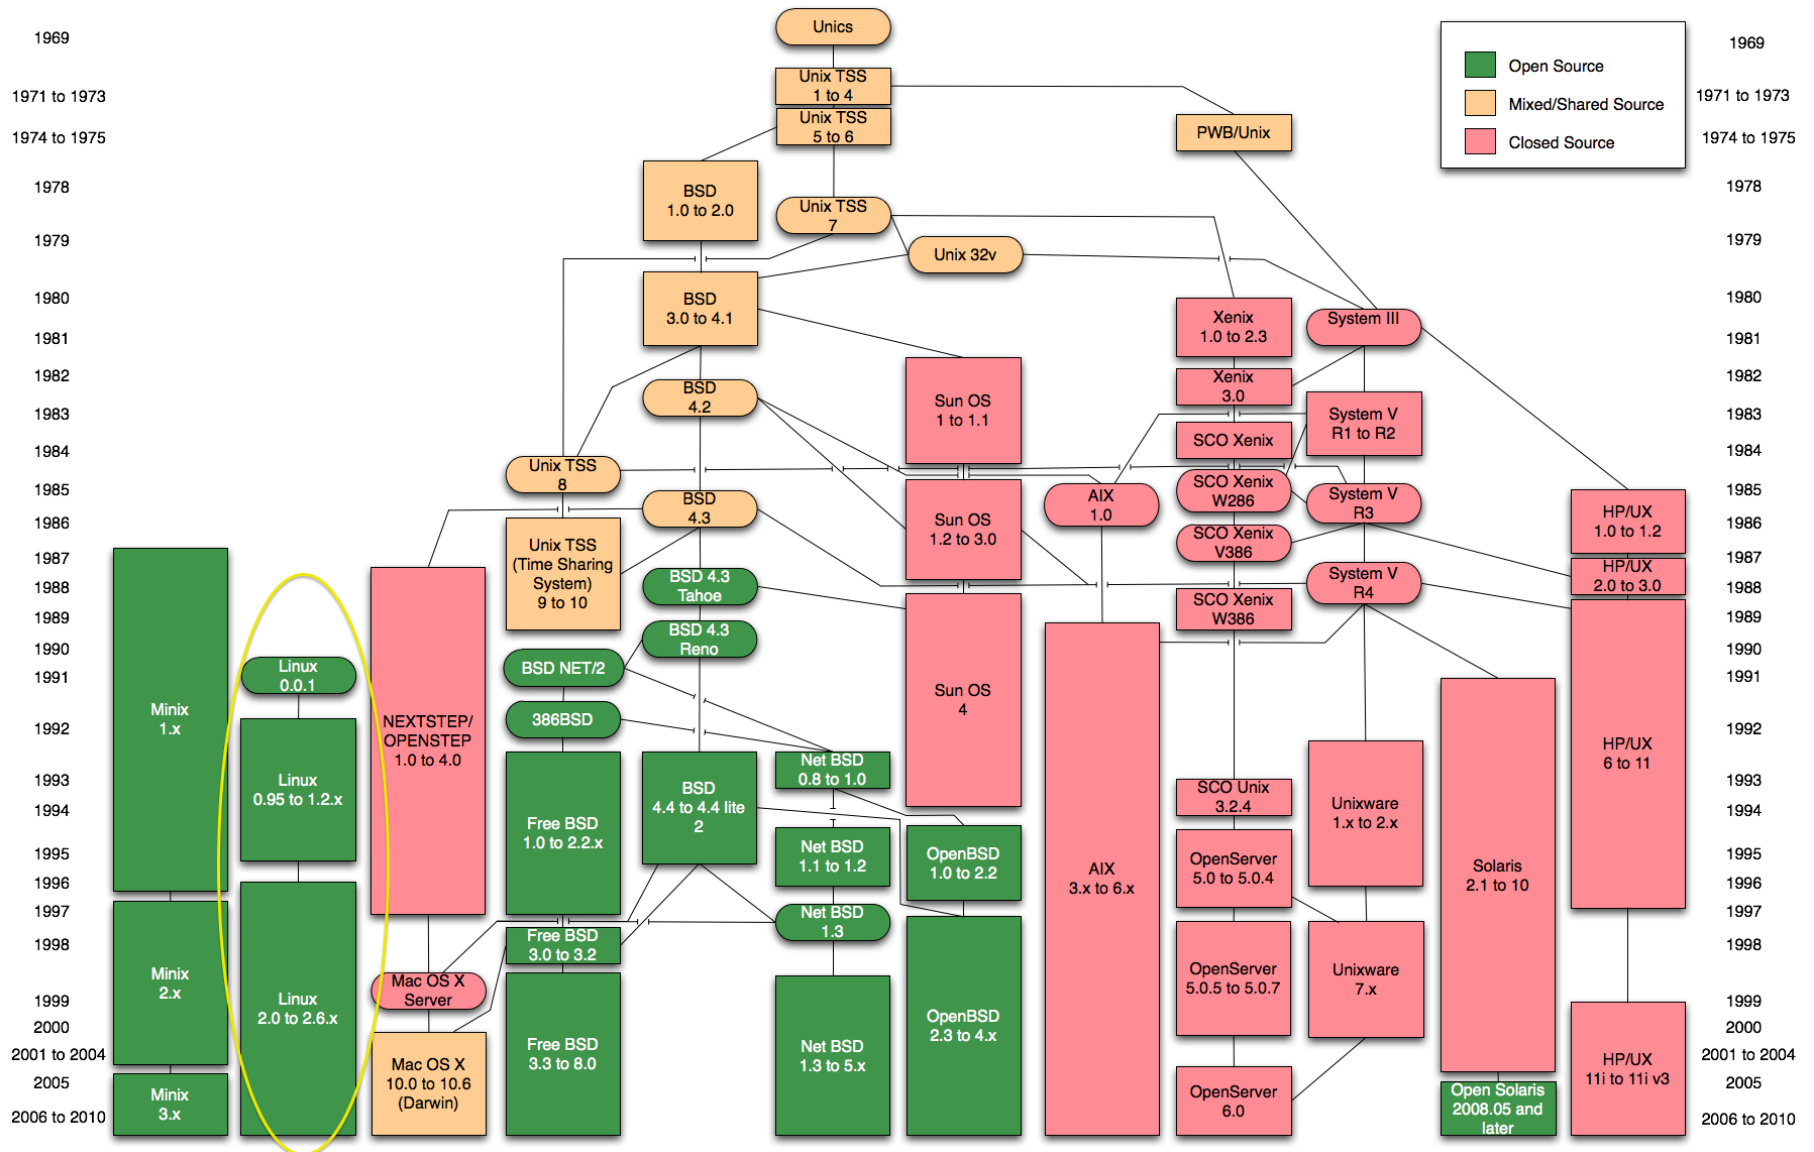 Unics
1969
1969
Open Source
Mixed/Shared Source
Closed Source
Unix TSS
1 to 4
1971 to 1973
1971 to 1973
Unix TSS
5 to 6
PWB/Unix
1974 to 1975
1974 to 1975
1978
1978
BSD
1.0 to 2.0
Unix TSS
7
1979
1979
Unix 32v
1980
1980
BSD
3.0 to 4.1
Xenix
1.0 to 2.3
System III
1981
1981
1982
1982
Xenix
3.0
BSD
4.2
Sun OS
1 to 1.1
1983
1983
System V
R1 to R2
SCO Xenix
1984
1984
Unix TSS
8
1985
1985
SCO Xenix
W286
AIX
1.0
System V
R3
BSD
4.3
1986
1986
Sun OS
1.2 to 3.0
HP/UX
1.0 to 1.2
Unix TSS
(Time Sharing
System)
9 to 10
SCO Xenix
V386
1987
1987
HP/UX
2.0 to 3.0
BSD 4.3
Tahoe
System V
R4
1988
1988
SCO Xenix
W386
1989
1989
BSD 4.3
Reno
1990
1990
Linux
0.0.1
BSD NET/2
1991
1991
Sun OS
4
Minix
1.x
NEXTSTEP/
OPENSTEP
1.0 to 4.0
386BSD
1992
1992
HP/UX
6 to 11
Net BSD
0.8 to 1.0
Linux
0.95 to 1.2.x
1993
1993
BSD
4.4 to 4.4 lite
2
SCO Unix
3.2.4
Unixware
1.x to 2.x
1994
1994
Free BSD
1.0 to 2.2.x
Net BSD
1.1 to 1.2
OpenBSD
1.0 to 2.2
1995
1995
OpenServer
5.0 to 5.0.4
AIX
3.x to 6.x
Solaris
2.1 to 10
1996
1996
1997
1997
Net BSD
1.3
Free BSD
3.0 to 3.2
1998
1998
Minix
2.x
Mac OS X
Server
OpenServer
5.0.5 to 5.0.7
Unixware
7.x
1999
1999
Linux
2.0 to 2.6.x
OpenBSD
2.3 to 4.x
2000
2000
Free BSD
3.3 to 8.0
Net BSD
1.3 to 5.x
2001 to 2004
2001 to 2004
Mac OS X
10.0 to 10.6
(Darwin)
HP/UX
11i to 11i v3
2005
2005
Minix
3.x
OpenServer
6.0
Open Solaris
2008.05 and
later
2006 to 2010
2006 to 2010